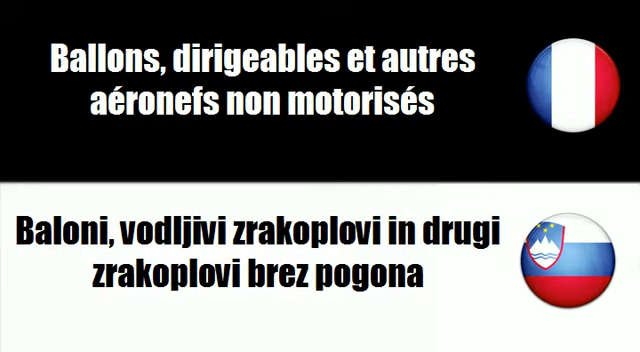 Ballons, dirigeables et autres
aéronefs non motorisés
Baloni, vodljivi zrakoplovi in drugi
zrakoplovi brez pogona